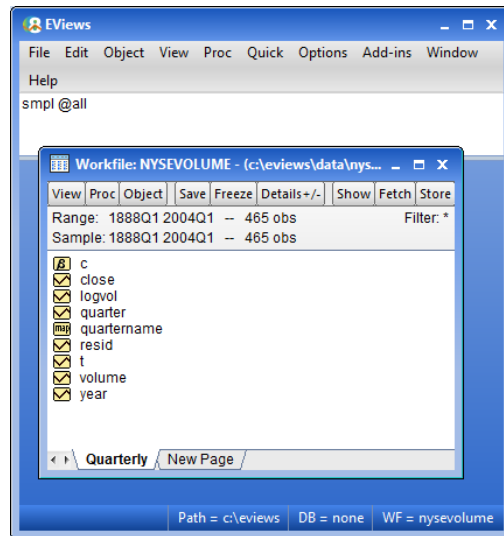 EViews
File Edit Object View Proc Quick Options Add-ins Window
Help
smpl @all
Workfile: NYSEVOLUME - (c:\eviews\data\nys...
View Proc Object Save Freeze Details+/- Show Fetch Store
Range: 1888Q1 2004Q1 -- 465 obs Filter: *
Sample: 1888Q1 2004Q1 -- 465 obs
β c
close
logvol
quarter
map quartername
resid
t
volume
year
Quarterly New Page
Path = c:\eviews DB = none WF = nysevolume